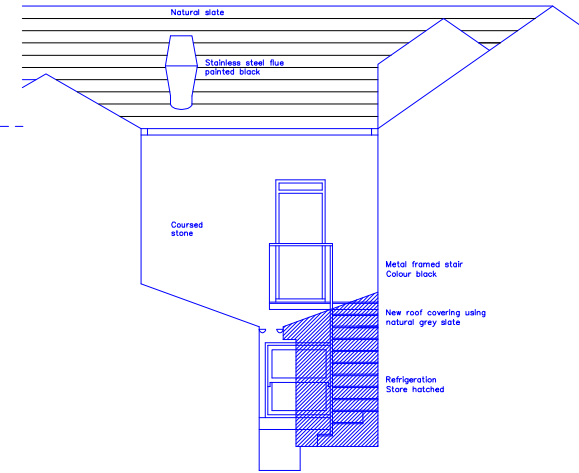 Natural slate
Stainless steel flue
painted black
Coursed
stone
Metal framed stair
Colour black
New roof covering using
natural grey slate
Refrigeration
Store hatched